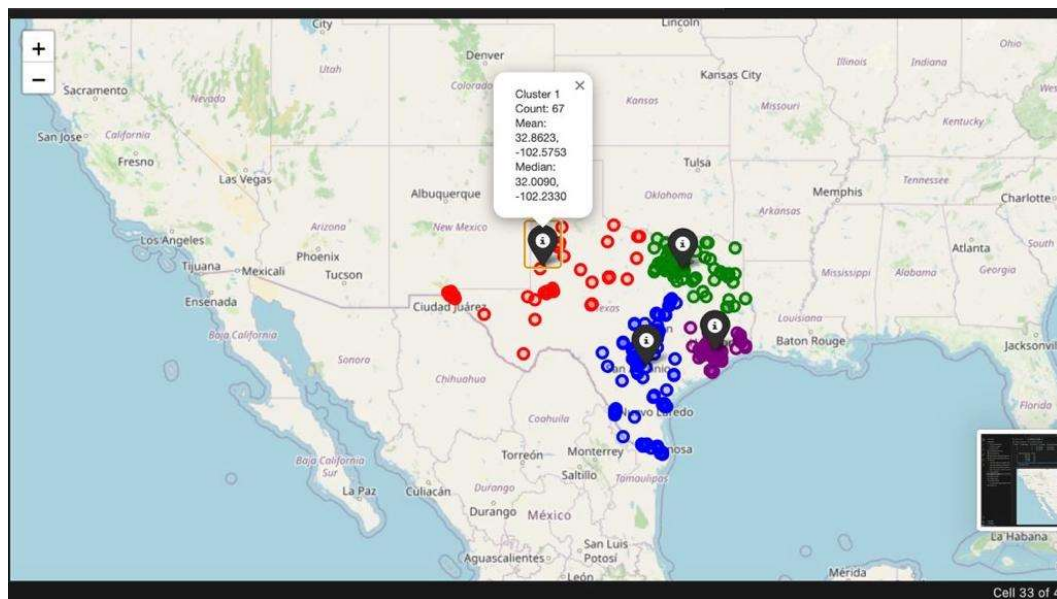 +
−
City
Lincoln
Utah
Denver
Colorado
Kansas City
Illinois
Indiana
Ohio
Sacramento
Nevada
Kansas
Missouri
San Jose
California
Kentucky
Fresno
Las Vegas
Tulsa
Albuquerque
Oklahoma
Memphis
Tennessee
Charlotte
New Mexico
Arkansas
Los Angeles
Arizona
Phoenix
Atlanta
Tijuana
Mexicali
Tucson
Mississippi
Alabama
Georgia
Ensenada
Ciudad Juárez
Texas
Louisiana
Baja California
Sonora
Baton Rouge
Jacksonvil
Chihuahua
Florida
Coahuila
Nuevo Laredo
Baja California
Sur
Torreón
Monterrey
La Paz
Culiacán
Durango
Saltillo
Tamaulipas
Durango
México
La Habana
San Luis
Potosí
Aguascalientes
León
Mérida
Cluster 1
Count: 67
Mean:
32.8623,
-102.5753
Median:
32.0090,
-102.2330
×
Cell 33 of